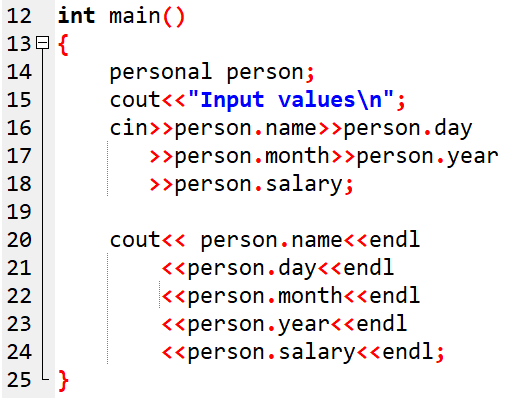 12 int main()
13 {
14 personal person;
15 cout<<"Input values\n";
16 cin>>person.name>>person.day
17 >>person.month>>person.year
18 >>person.salary;
19
20 cout<< person.name<<endl
21 <<person.day<<endl
22 <<person.month<<endl
23 <<person.year<<endl
24 <<person.salary<<endl;
25 }